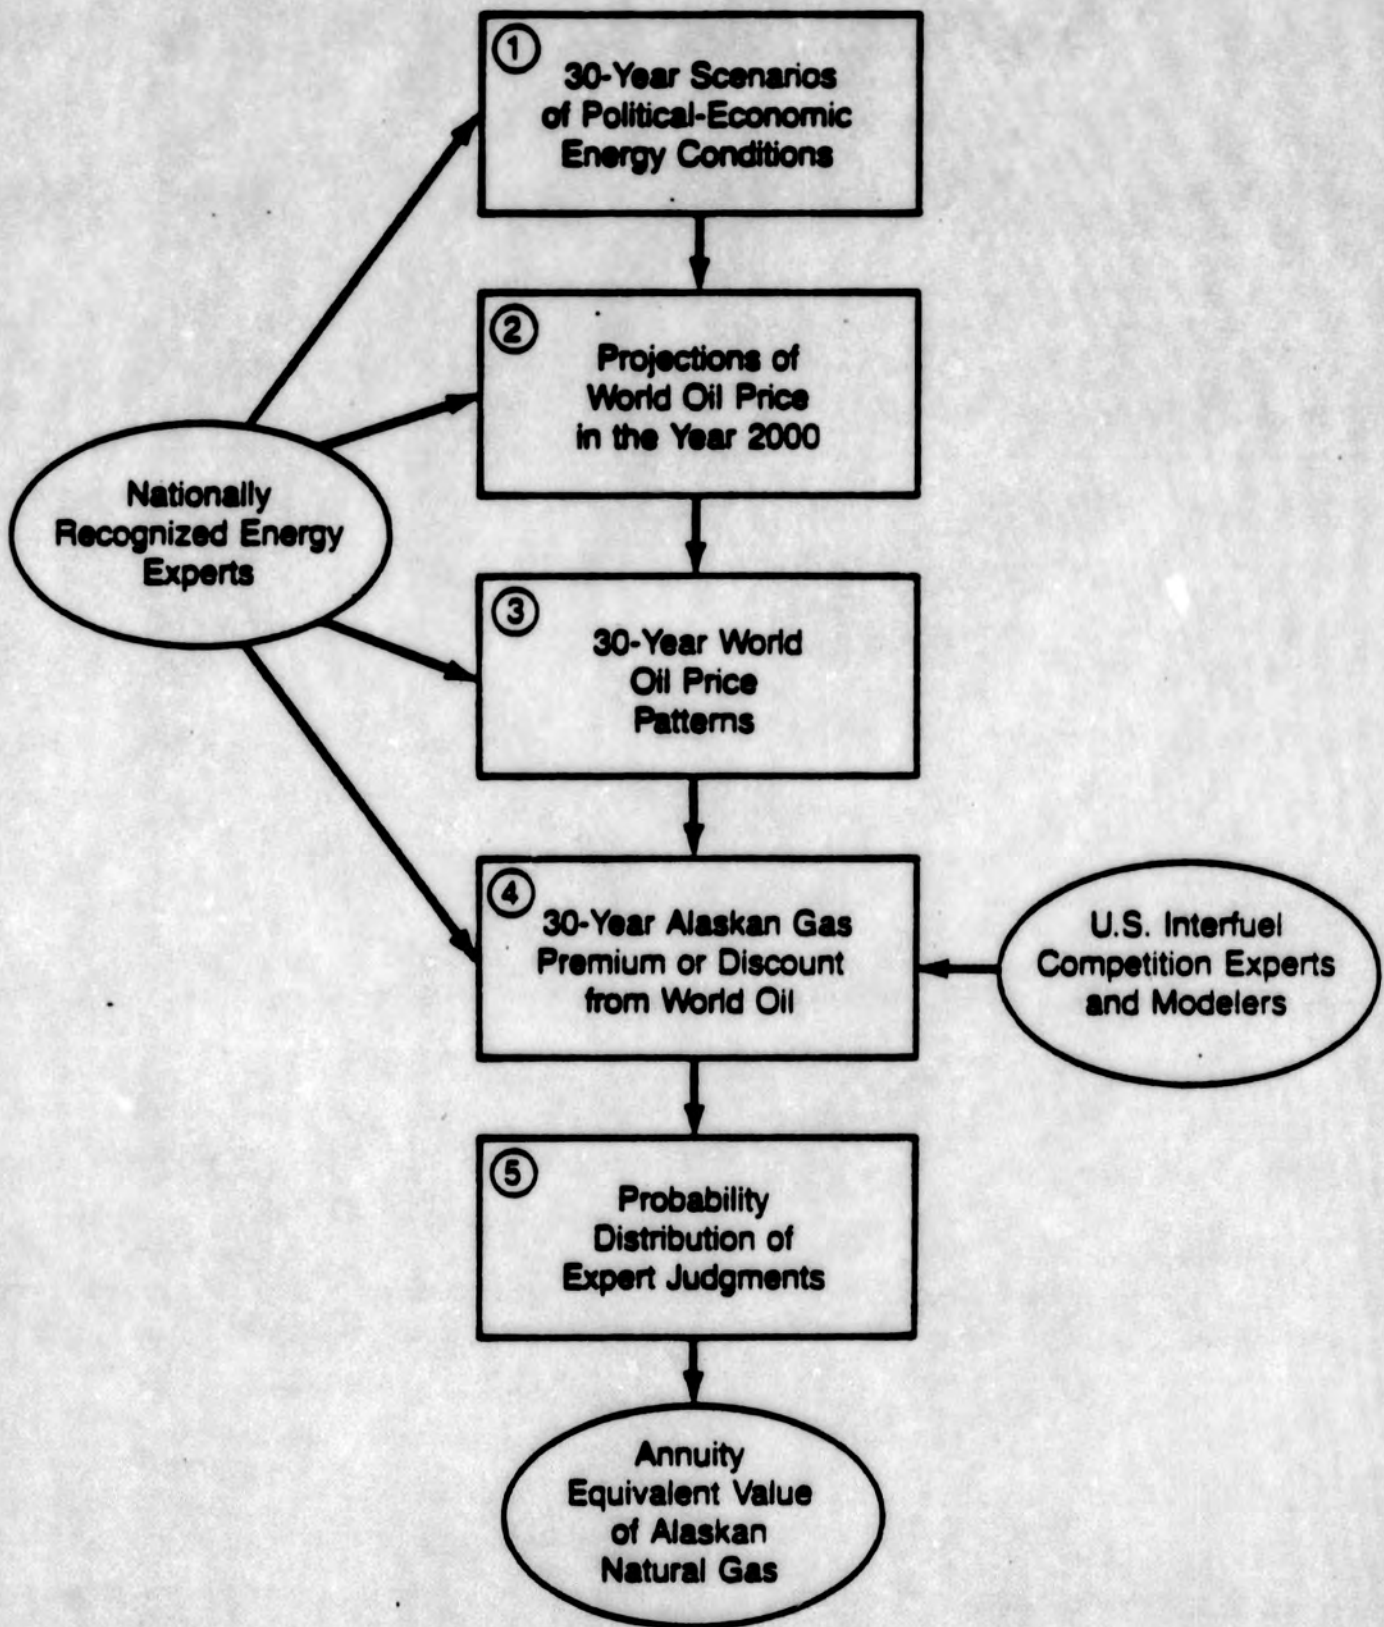 1
30-Year Scenarios
of Political-Economic
Energy Conditions
2
Projections of
World Oil Price
in the Year 2000
Nationally
Recognized Energy
Experts
3
30-Year World
Oil Price
Patterns
4
30-Year Alaskan Gas
Premium or Discount
from World Oil
U.S. Interfuel
Competition Experts
and Modelers
5
Probability
Distribution of
Expert Judgments
Annuity
Equivalent Value
of Alaskan
Natural Gas